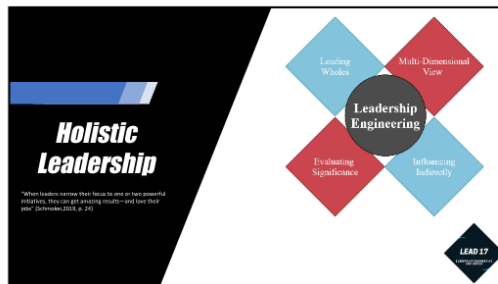 Holistic
Leadership
"When leaders narrow their focus to one or two powerful
initiatives, they can get amazing results—and love their
jobs" (Schmoker,2019, p. 24)
Leading
Wholes
Multi-Dimensional
View
Leadership
Engineering
Evaluating
Significance
Influencing
Indirectly
LEAD 17